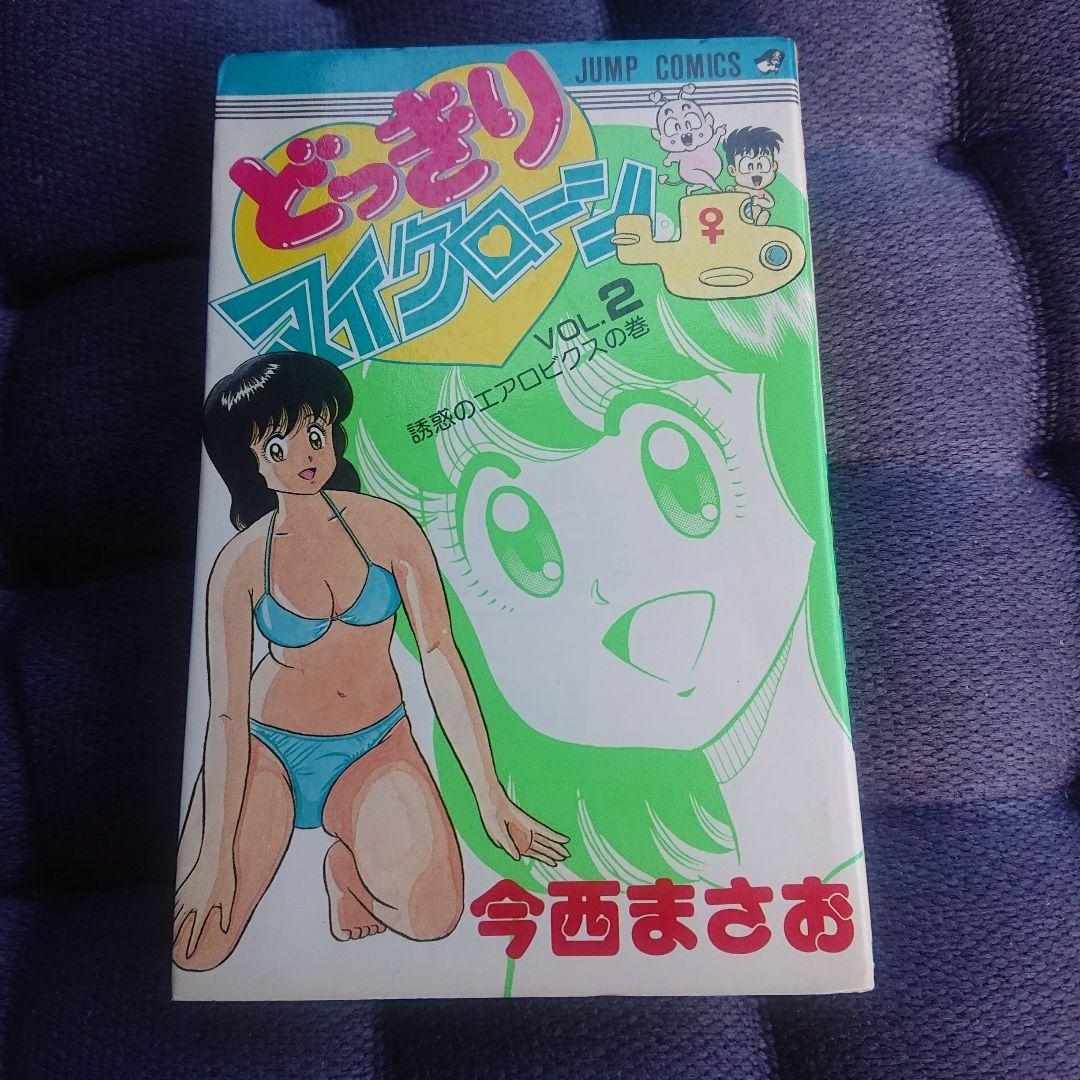 JUMP COMICS
どっきり
マイクローン
VOL.2
誘惑のエアロビクスの巻
今西まさお